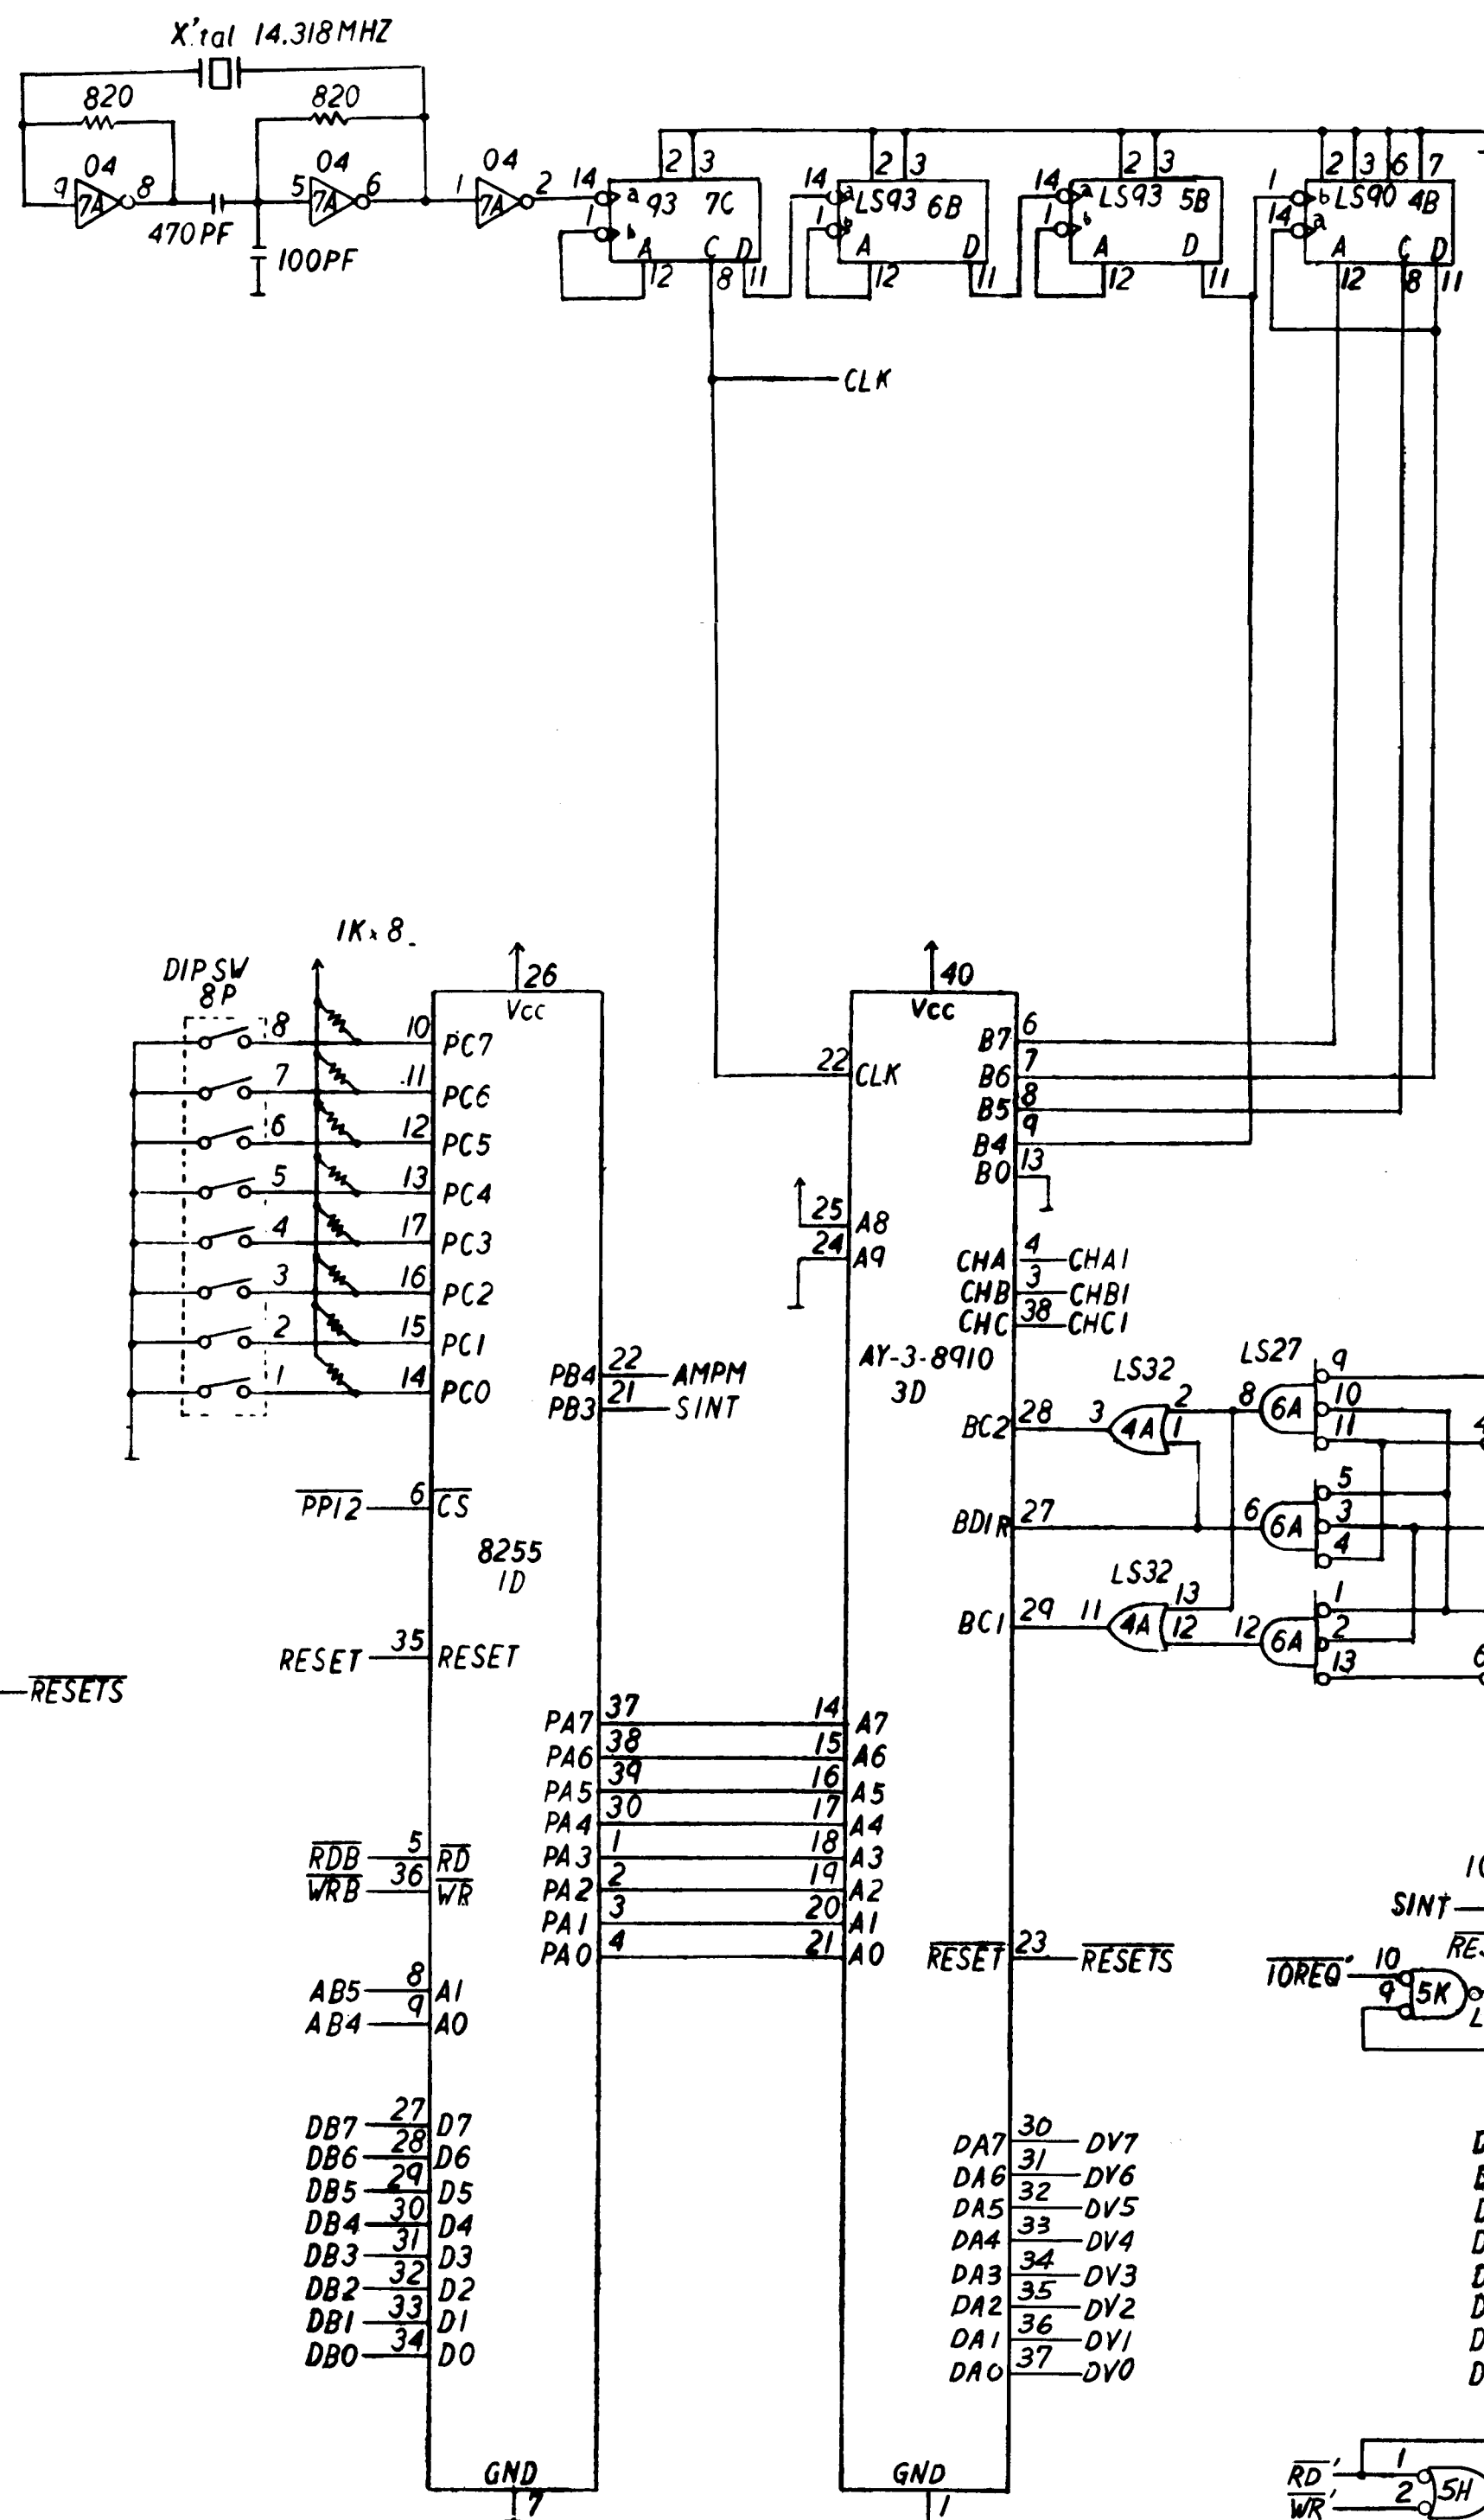 X'tal 14.318MHZ
820
820
04
04
04
9
7A
8
5
7A
6
1
7A
2
470PF
100PF
14
1
a
b
93
7C
2
3
A
C
D
12
8
11
14
1
a
b
LS93
6B
2
3
A
D
12
11
14
1
a
b
LS93
5B
2
3
A
D
12
11
1
14
b
a
LS90
4B
2
3
6
7
A
C
D
12
8
11
CLK
1K×8
DIPSW
8P
26
Vcc
8
10
PC7
7
11
PC6
6
12
PC5
5
13
PC4
4
17
PC3
3
16
PC2
2
15
PC1
1
14
PC0
PB4
22
AMPM
PB3
21
SINT
PPI2
6
CS
8255
1D
RESET
35
RESET
RESETS
PA7
37
14
A7
PA6
38
15
A6
PA5
39
16
A5
PA4
30
17
A4
PA3
1
18
A3
PA2
2
19
A2
PA1
3
20
A1
PA0
4
21
A0
RDB
5
RD
WRB
36
WR
AB5
8
A1
AB4
9
A0
DB7
27
D7
DB6
28
D6
DB5
29
D5
DB4
30
D4
DB3
31
D3
DB2
32
D2
DB1
33
D1
DB0
34
D0
GND
7
40
Vcc
22
CLK
B7
6
B6
7
B5
8
B4
9
B0
13
25
A8
24
A9
CHA
4
CHA1
CHB
3
CHB1
CHC
38
CHC1
AY-3-8910
3D
BC2
28
3
LS32
4A
2
1
8
LS27
6A
9
10
11
BDIR
27
6
6A
5
3
4
BC1
29
11
LS32
4A
13
12
12
6A
1
2
13
RESET
23
RESETS
SINT
IOREQ'
10
9
5K
DA7
30
DV7
DA6
31
DV6
DA5
32
DV5
DA4
33
DV4
DA3
34
DV3
DA2
35
DV2
DA1
36
DV1
DA0
37
DV0
GND
1
RD'
1
WR'
2
5H